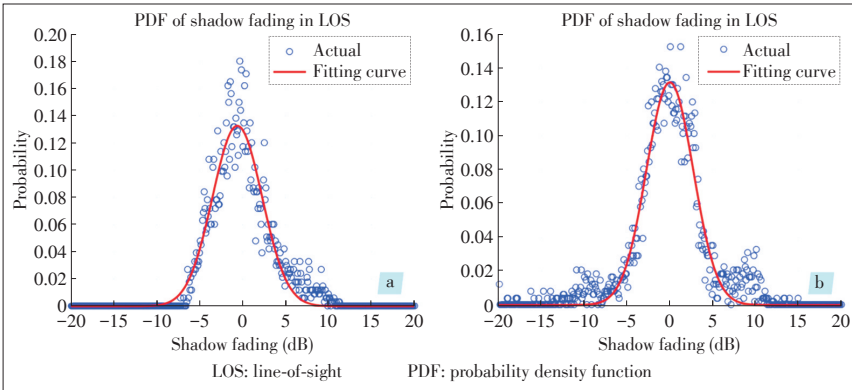 PDF of shadow fading in LOS
0.20
0.18
0.16
0.14
0.12
0.10
0.08
0.06
0.04
0.02
0
Probability
Actual
Fitting curve
a
−20
−15
−10
−5
0
5
10
15
20
Shadow fading (dB)
PDF of shadow fading in LOS
0.16
0.14
0.12
0.10
0.08
0.06
0.04
0.02
0
Probability
Actual
Fitting curve
b
−20
−15
−10
−5
0
5
10
15
20
Shadow fading (dB)
LOS: line-of-sight
PDF: probability density function